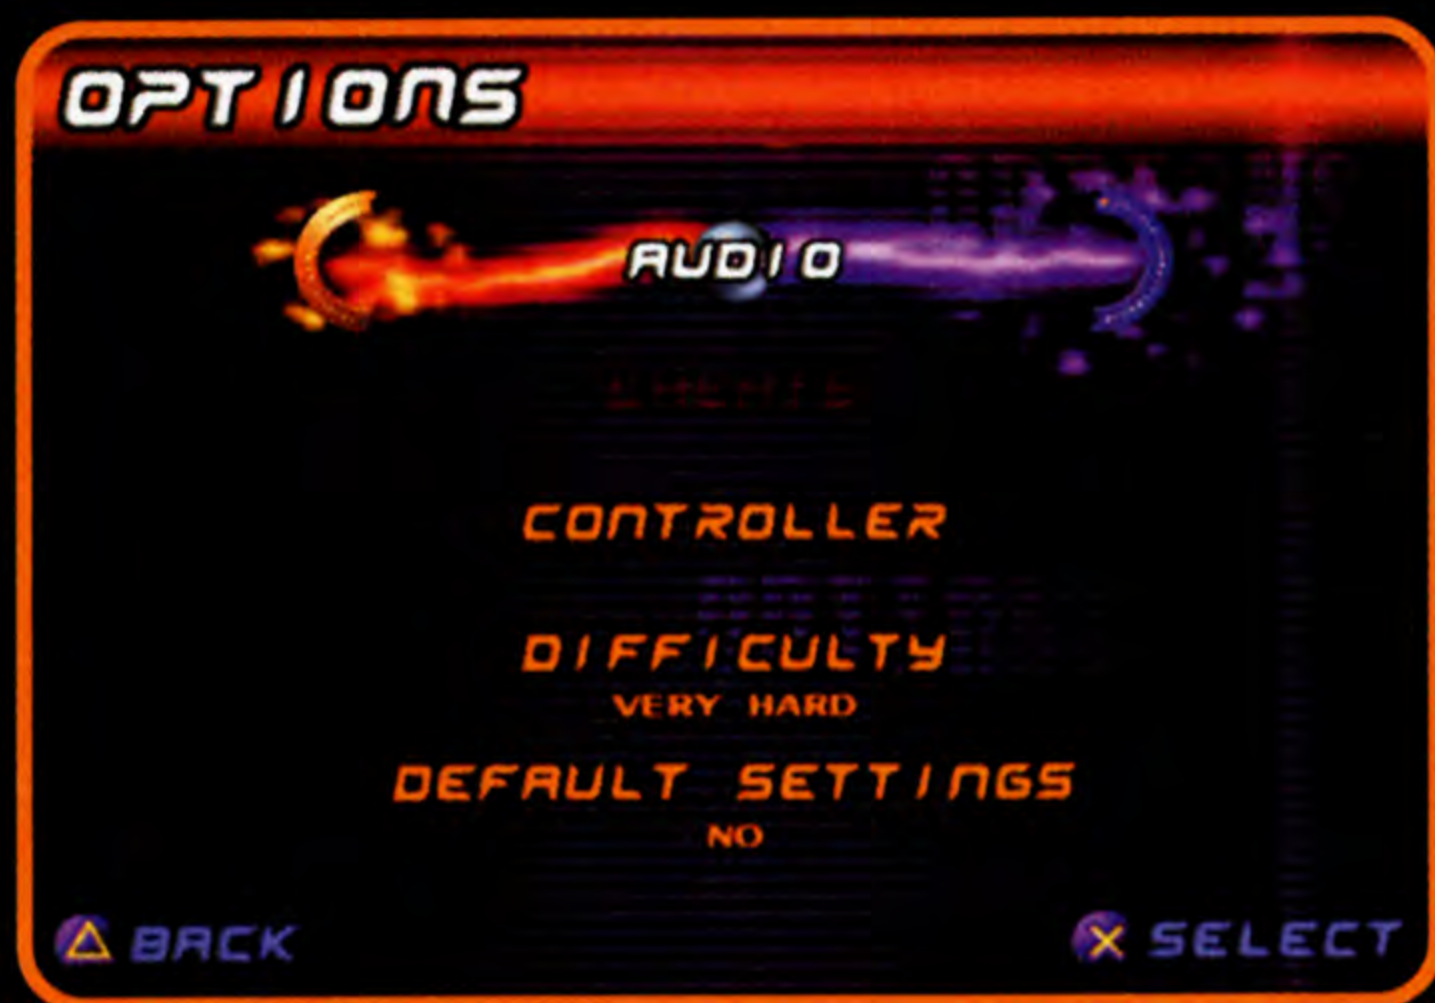 OPTIONS
AUDIO
CONTROLLER
DIFFICULTY
VERY HARD
DEFAULT SETTINGS
NO
BACK
SELECT